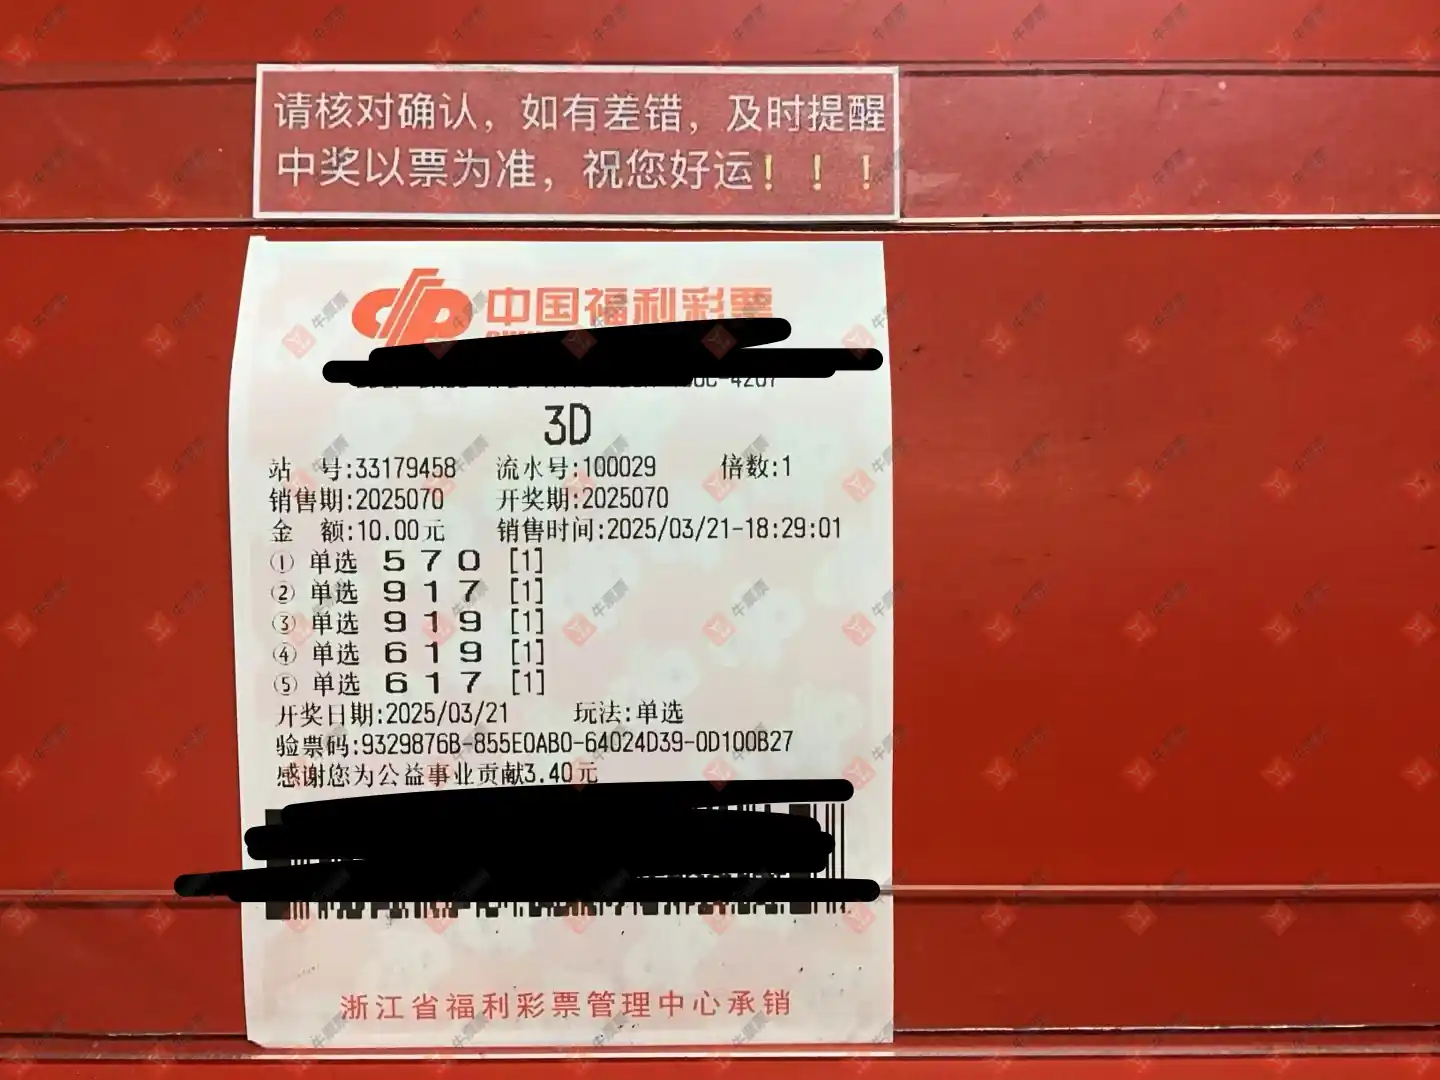 请核对确认，如有差错，及时提醒
中奖以票为准，祝您好运！！！
中国福利彩票
3D
站 号:33179458 流水号:100029 倍数:1
销售期:2025070 开奖期:2025070
金 额:10.00元 销售时间:2025/03/21-18:29:01
① 单选 5 7 0 [1]
② 单选 9 1 7 [1]
③ 单选 9 1 9 [1]
④ 单选 6 1 9 [1]
⑤ 单选 6 1 7 [1]
开奖日期:2025/03/21 玩法:单选
验票码:9329876B-855E0AB0-64024D39-0D100B27
感谢您为公益事业贡献3.40元
浙江省福利彩票管理中心承销